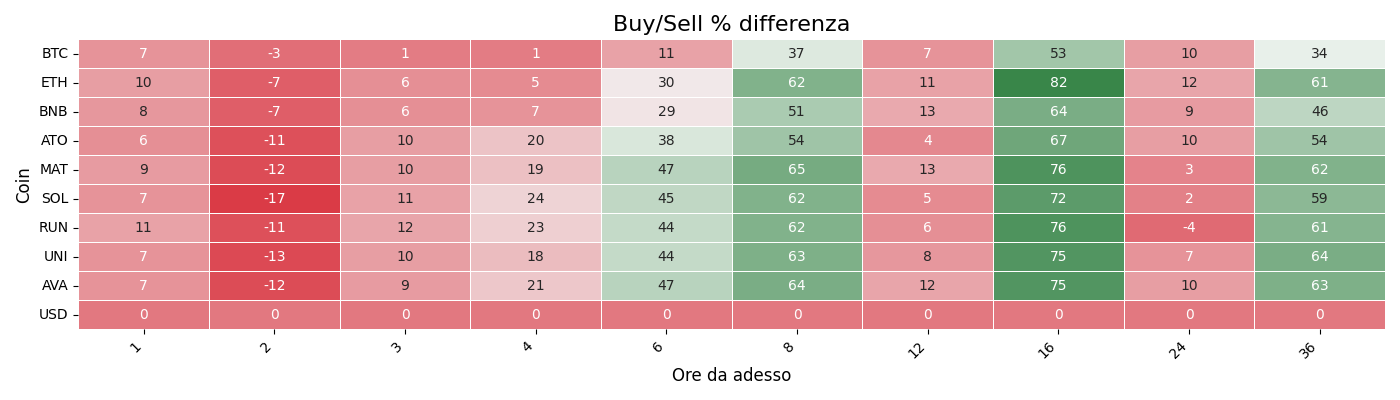 Buy/Sell % differenza
Coin
BTC 7 -3 1 1 11 37 7 53 10 34
ETH 10 -7 6 5 30 62 11 82 12 61
BNB 8 -7 6 7 29 51 13 64 9 46
ATO 6 -11 10 20 38 54 4 67 10 54
MAT 9 -12 10 19 47 65 13 76 3 62
SOL 7 -17 11 24 45 62 5 72 2 59
RUN 11 -11 12 23 44 62 6 76 -4 61
UNI 7 -13 10 18 44 63 8 75 7 64
AVA 7 -12 9 21 47 64 12 75 10 63
USD 0 0 0 0 0 0 0 0 0 0
1 2 3 4 6 8 12 16 24 36
Ore da adesso